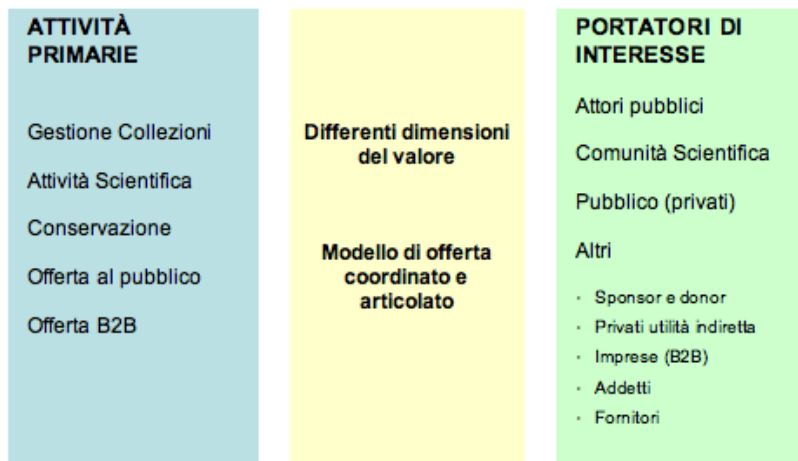 ATTIVITÀ
PRIMARIE
Gestione Collezioni
Attività Scientifica
Conservazione
Offerta al pubblico
Offerta B2B
Differenti dimensioni
del valore
Modello di offerta
coordinato e
articolato
PORTATORI DI
INTERESSE
Attori pubblici
Comunità Scientifica
Pubblico (privati)
Altri
· Sponsor e donor
· Privati utilità indiretta
· Imprese (B2B)
· Addetti
· Fornitori